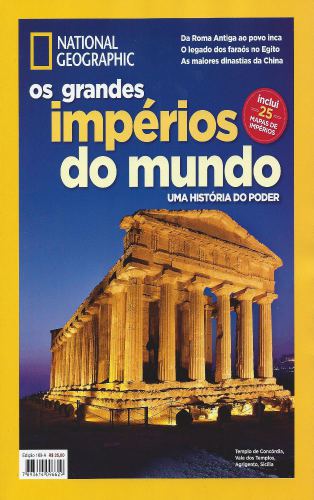 NATIONAL
GEOGRAPHIC
Da Roma Antiga ao povo inca
O legado dos faraós no Egito
As maiores dinastias da China
os grandes
impérios
do mundo
UMA HISTÓRIA DO PODER
inclui
25
MAPAS DE
IMPÉRIOS
Templo de Concórdia,
Vale dos Templos,
Agrigento, Sicília